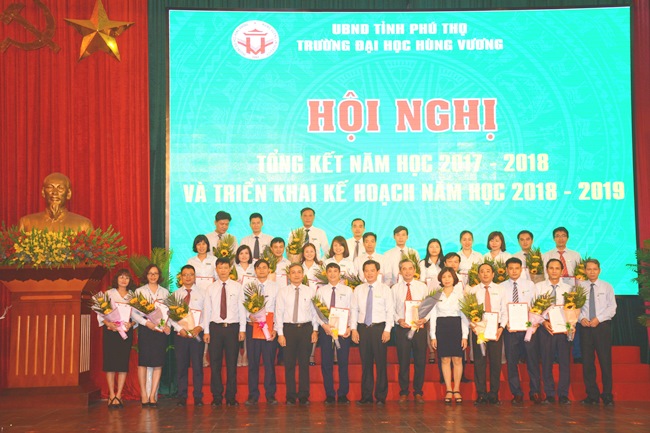 UBND TỈNH PHÚ THỌ
TRƯỜNG ĐẠI HỌC HÙNG VƯƠNG
HỘI NGHỊ
TỔNG KẾT NĂM HỌC 2017 - 2018
VÀ TRIỂN KHAI KẾ HOẠCH NĂM HỌC 2018 - 2019